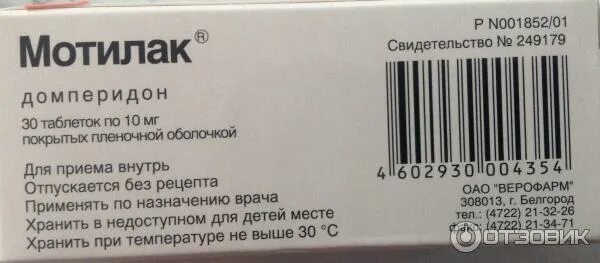 Мотилак®
домперидон
30 таблеток по 10 мг
покрытых пленочной оболочкой
Для приема внутрь
Отпускается без рецепта
Применять по назначению врача
Хранить в недоступном для детей месте
Хранить при температуре не выше 30 °C
Р N001852/01
Свидетельство № 249179
4 602930 004354
ОАО "ВЕРОФАРМ"
308013, г. Белгород
тел.: (4722) 21-32-26
факс: (4722) 21-34-71
ОТЗОВИК